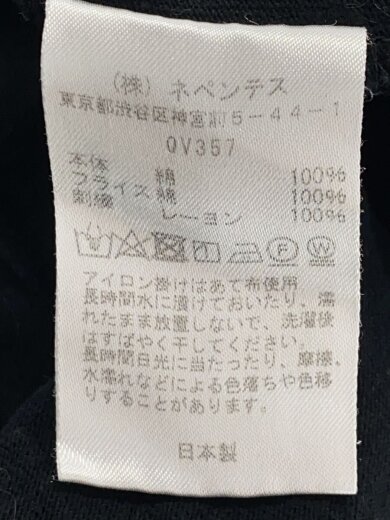 (株) ネペンテス
東京都渋谷区神宮前5-44-1
QV357
本体 綿 100%
フライス 綿 100%
刺繍 レーヨン 100%
F W
アイロン掛けはあて布使用
長時間水に漬けておいたり、濡
れたまま放置しないで、洗濯後
はすばやく干してください。
長時間日光に当たったり、摩擦、
水濡れなどによる色落ちや色移
りすることがあります。
日本製